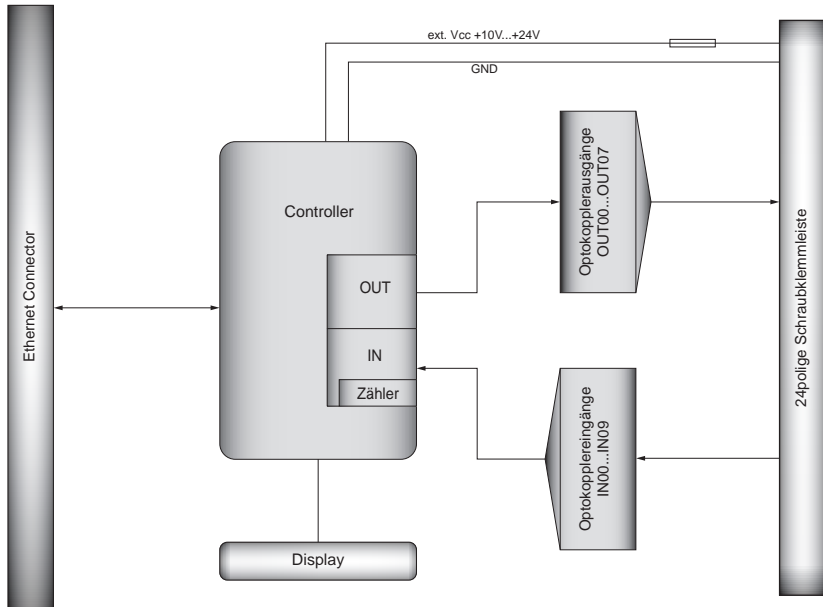 ext. Vcc +10V...+24V
GND
Ethernet Connector
Controller
OUT
IN
Zähler
Display
Optokopplerausgänge
OUT00...OUT07
Optokopplereingänge
IN00...IN09
24polige Schraubklemmleiste